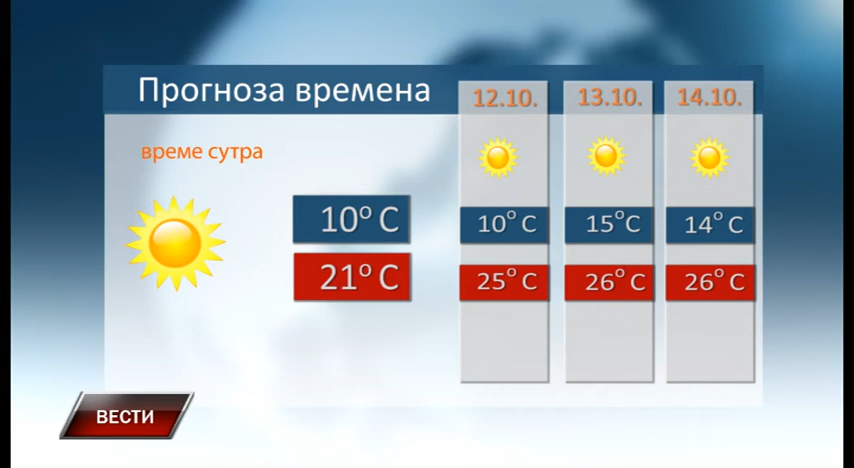 Прогноза времена
време сутра
10° C
21° C
12.10.
10° C
25° C
13.10.
15°C
26° C
14.10.
14° C
26° C
ВЕСТИ